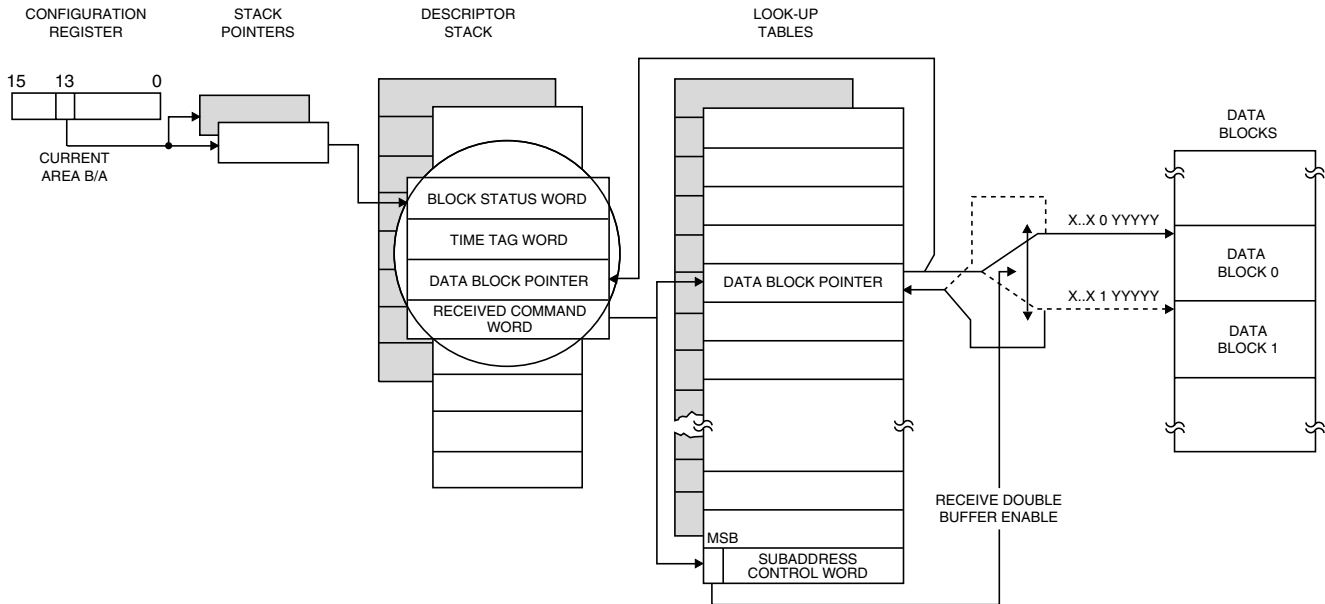 CONFIGURATION
REGISTER
STACK
POINTERS
DESCRIPTOR
STACK
LOOK-UP
TABLES
15 13 0
CURRENT
AREA B/A
DATA
BLOCKS
BLOCK STATUS WORD
TIME TAG WORD
DATA BLOCK POINTER
RECEIVED COMMAND
WORD
DATA BLOCK POINTER
X..X 0 YYYYY
DATA
BLOCK 0
X..X 1 YYYYY
DATA
BLOCK 1
RECEIVE DOUBLE
BUFFER ENABLE
MSB
SUBADDRESS
CONTROL WORD